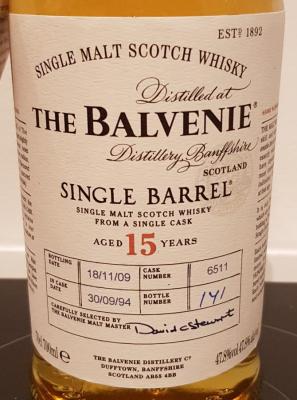 ESTD 1892
SINGLE MALT SCOTCH WHISKY
Distilled at
THE BALVENIE®
Distillery, Banffshire
SCOTLAND
SINGLE BARREL®
SINGLE MALT SCOTCH WHISKY
FROM A SINGLE CASK
AGED 15 YEARS
BOTTLING DATE 18/11/09 CASK NUMBER 6511
IN CASK DATE 30/09/94 BOTTLE NUMBER 141
CAREFULLY SELECTED BY
THE BALVENIE MALT MASTER David C Stewart
70cl 700ml e 47.8%vol 47.8%
THE BALVENIE DISTILLERY Co
DUFFTOWN, BANFFSHIRE
SCOTLAND AB55 4BB